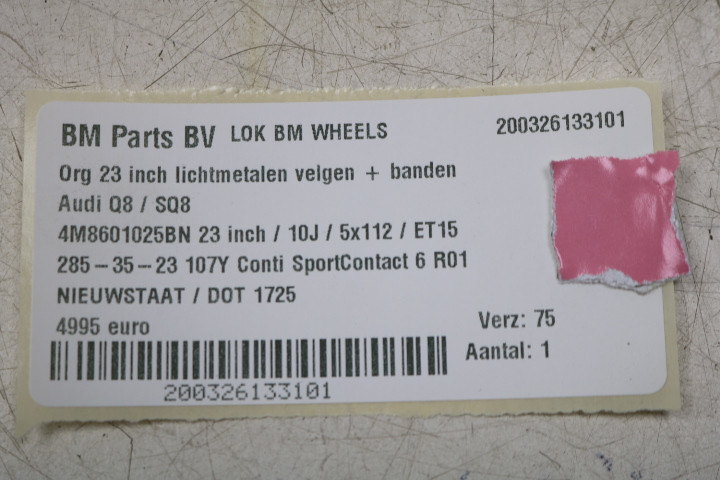 BM Parts BV LOK BM WHEELS 200326133101
Org 23 inch lichtmetalen velgen + banden
Audi Q8 / SQ8
4M8601025BN 23 inch / 10J / 5x112 / ET15
285-35-23 107Y Conti SportContact 6 R01
NIEUWSTAAT / DOT 1725
4995 euro Verz: 75
Aantal: 1
200326133101